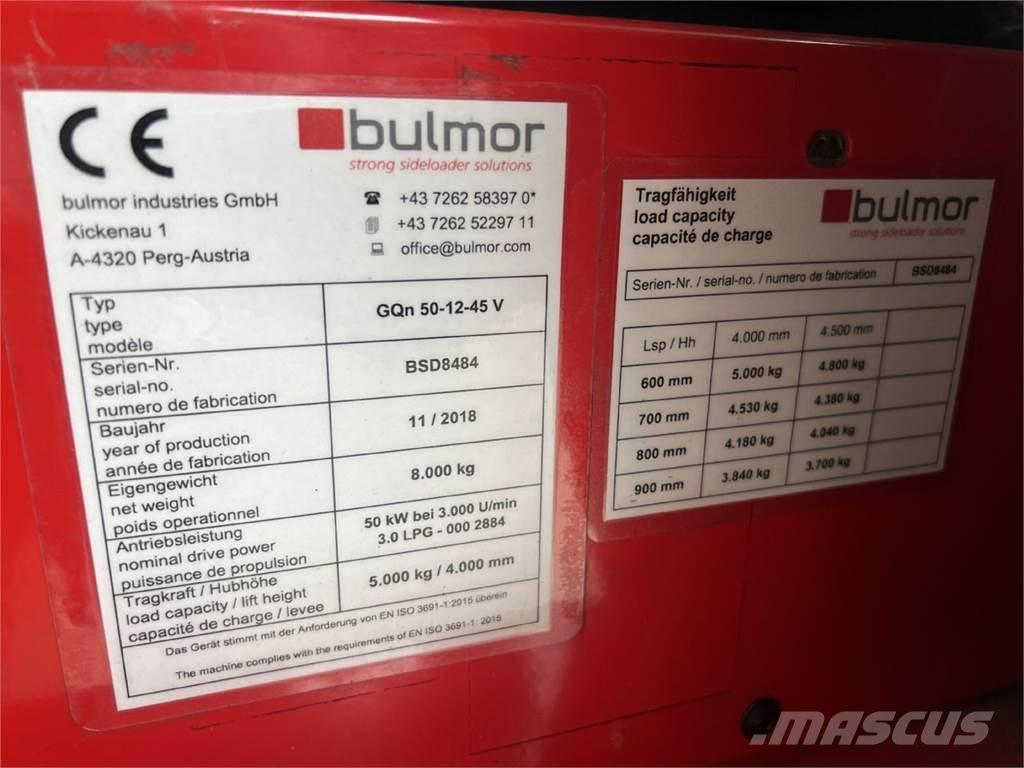 CE
bulmor
strong sideloader solutions
bulmor industries GmbH
Kickenau 1
A-4320 Perg-Austria
+43 7262 58397 0*
+43 7262 52297 11
office@bulmor.com
Typ
type
modèle
GQn 50-12-45 V
Serien-Nr.
serial-no.
numero de fabrication
BSD8484
Baujahr
year of production
année de fabrication
11 / 2018
Eigengewicht
net weight
poids operationnel
8.000 kg
Antriebsleistung
nominal drive power
puissance de propulsion
50 kW bei 3.000 U/min
3.0 LPG - 000 2884
Tragkraft / Hubhöhe
load capacity / lift height
capacité de charge / levee
5.000 kg / 4.000 mm
Das Gerät stimmt mit der Anforderung von EN ISO 3691-1:2015 überein
The machine complies with the requirements of EN ISO 3691-1: 2015
Tragfähigkeit
load capacity
capacité de charge
bulmor
strong sideloader solutions
Serien-Nr. / serial-no. / numero de fabrication BSD8484
Lsp / Hh 4.000 mm 4.500 mm
600 mm 5.000 kg 4.800 kg
700 mm 4.530 kg 4.380 kg
800 mm 4.180 kg 4.040 kg
900 mm 3.840 kg 3.700 kg
MASCUS